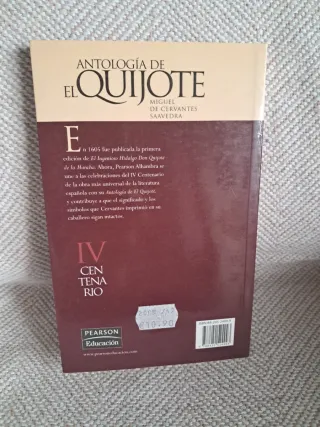 ANTOLOGÍA DE
EL QUIJOTE
MIGUEL
DE CERVANTES
SAAVEDRA
En 1605 fue publicada la primera
edición de El Ingenioso Hidalgo Don Quijote
de la Mancha. Ahora, Pearson Alhambra se
une a las celebraciones del IV Centenario
de la obra más universal de la literatura
española con su Antología de El Quijote,
y contribuye a que el significado y los
símbolos que Cervantes imprimió en su
caballero sigan intactos.
IV
CEN
TENA
RIO
PEARSON
Educación
www.pearsoneducacion.com